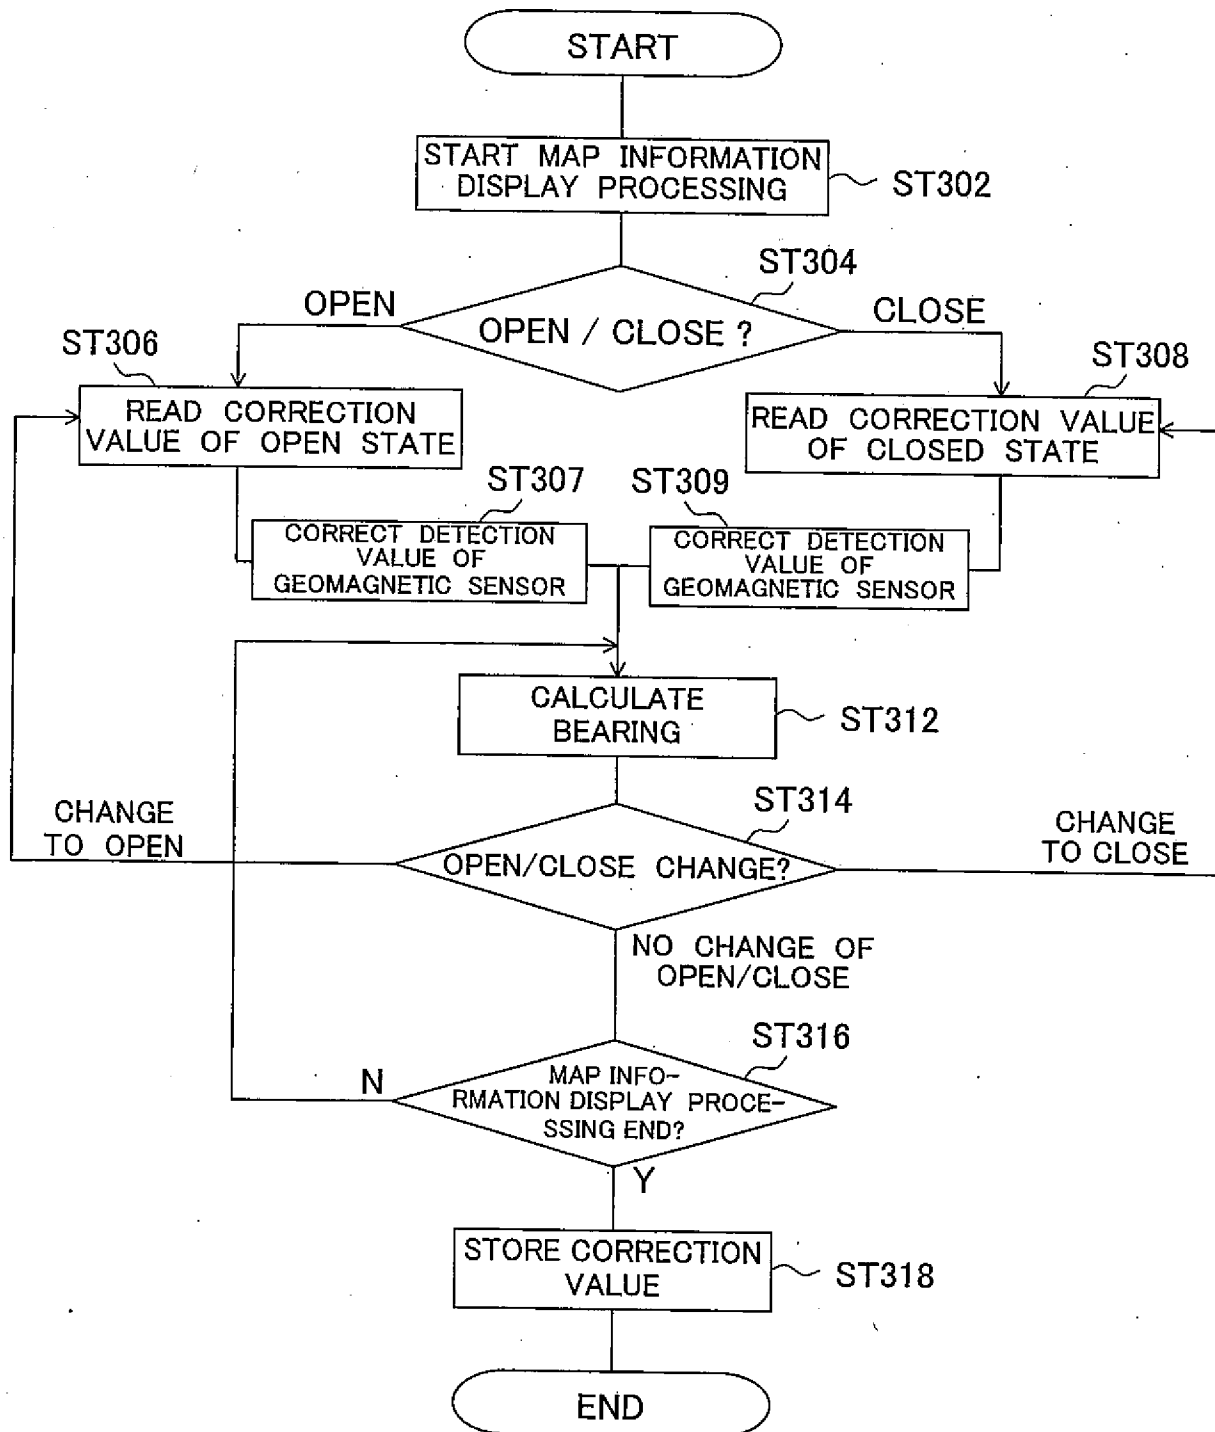 START
START MAP INFORMATION
DISPLAY PROCESSING
ST302
ST304
OPEN
OPEN / CLOSE ?
CLOSE
ST306
READ CORRECTION
VALUE OF OPEN STATE
ST308
READ CORRECTION VALUE
OF CLOSED STATE
ST307
CORRECT DETECTION
VALUE OF
GEOMAGNETIC SENSOR
ST309
CORRECT DETECTION
VALUE OF
GEOMAGNETIC SENSOR
CALCULATE
BEARING
ST312
CHANGE
TO OPEN
ST314
OPEN/CLOSE CHANGE?
CHANGE
TO CLOSE
NO CHANGE OF
OPEN/CLOSE
ST316
N
MAP INFO-
RMATION DISPLAY PROCE-
SSING END?
Y
STORE CORRECTION
VALUE
ST318
END